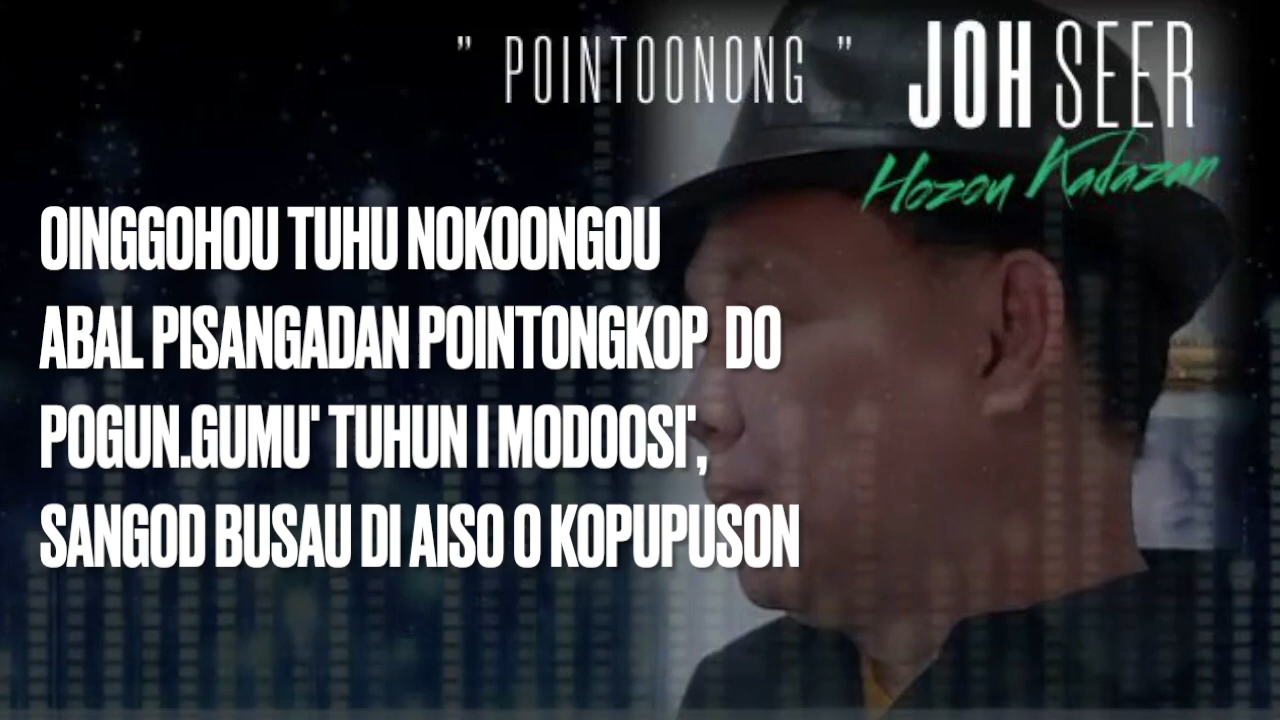 " POINTOONONG "
JOH SEER
Hozou Kadazan
OINGGOHOU TUHU NOKOONGOU
ABAL PISANGADAN POINTONGKOP DO
POGUN.GUMU' TUHUN I MODOOSI',
SANGOD BUSAU DI AISO O KOPUPUSON